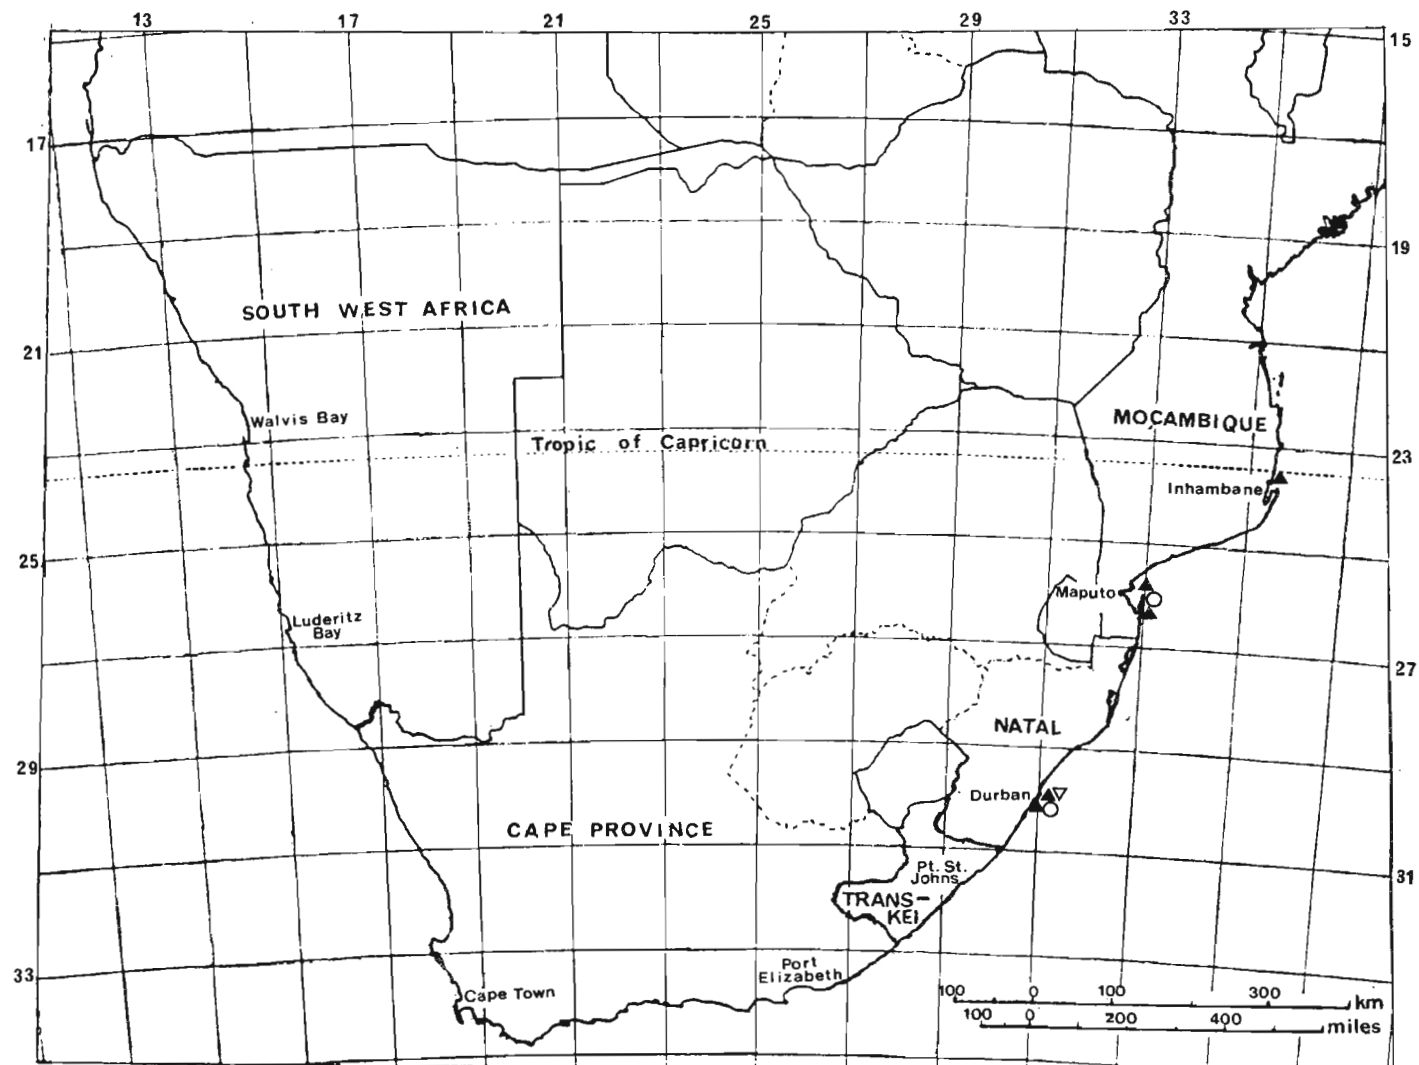 13 17 21 25 29 33
15
17
19
SOUTH WEST AFRICA
21
Walvis Bay
MOÇAMBIQUE
Tropic of Capricorn
23
Inhambane
25
Maputo
Luderitz
Bay
27
NATAL
29
Durban
CAPE PROVINCE
Pt. St.
Johns
31
TRANS-
KEI
Port
Elizabeth
33
Cape Town
100 0 100 300 km
100 0 200 400 miles